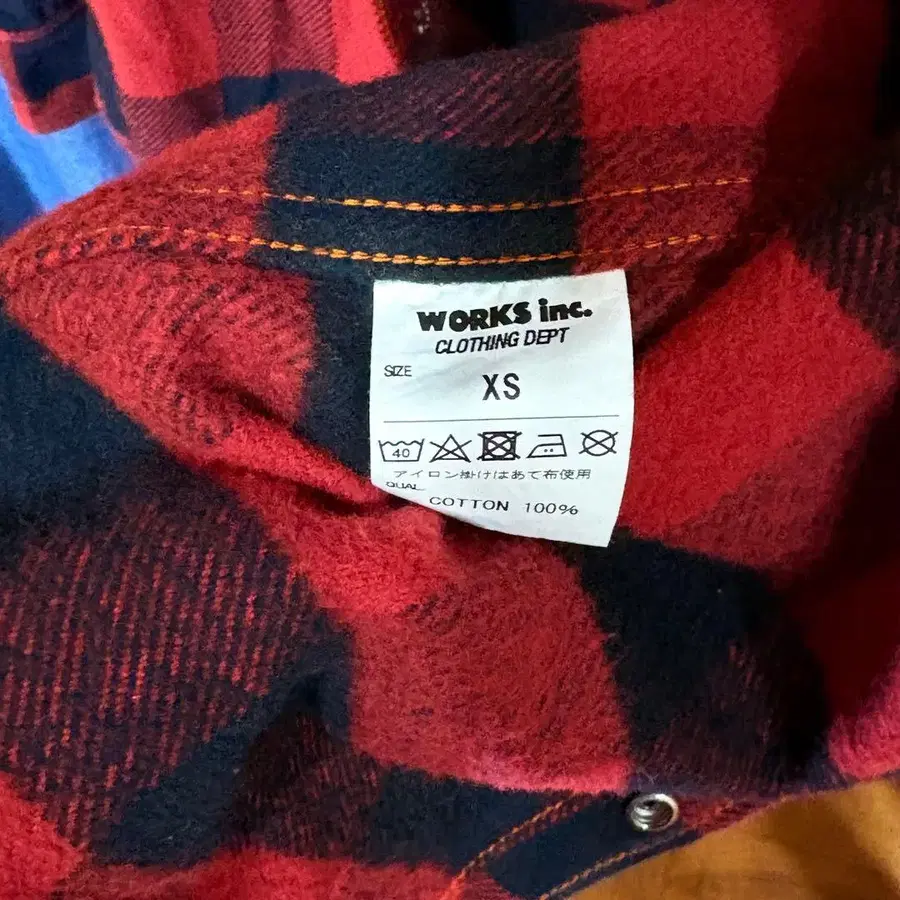 WORKS inc.
CLOTHING DEPT
SIZE
XS
40
アイロン掛けはあて布使用
QUAL
COTTON 100%